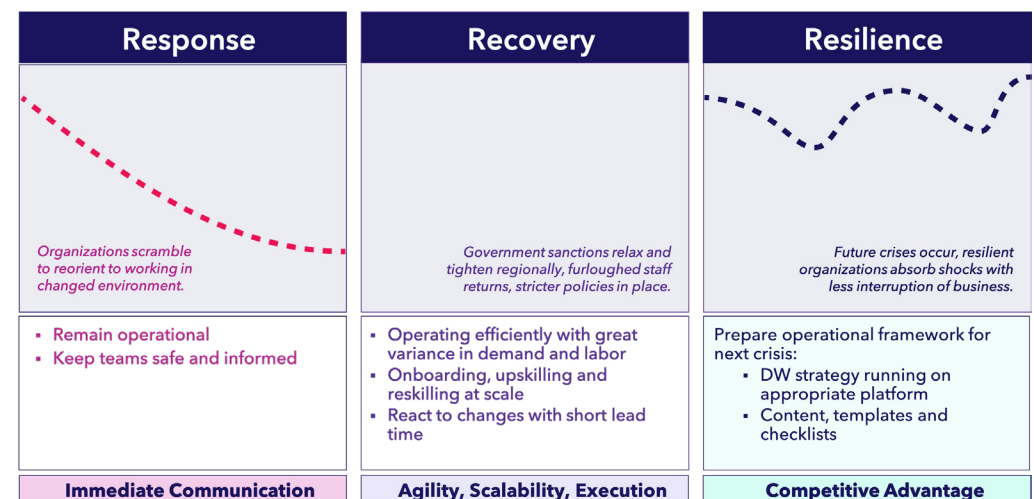 Response
Organizations scramble
to reorient to working in
changed environment.
▪ Remain operational
▪ Keep teams safe and informed
Immediate Communication
Recovery
Government sanctions relax and
tighten regionally, furloughed staff
returns, stricter policies in place.
▪ Operating efficiently with great
variance in demand and labor
▪ Onboarding, upskilling and
reskilling at scale
▪ React to changes with short lead
time
Agility, Scalability, Execution
Resilience
Future crises occur, resilient
organizations absorb shocks with
less interruption of business.
Prepare operational framework for
next crisis:
▪ DW strategy running on
appropriate platform
▪ Content, templates and
checklists
Competitive Advantage